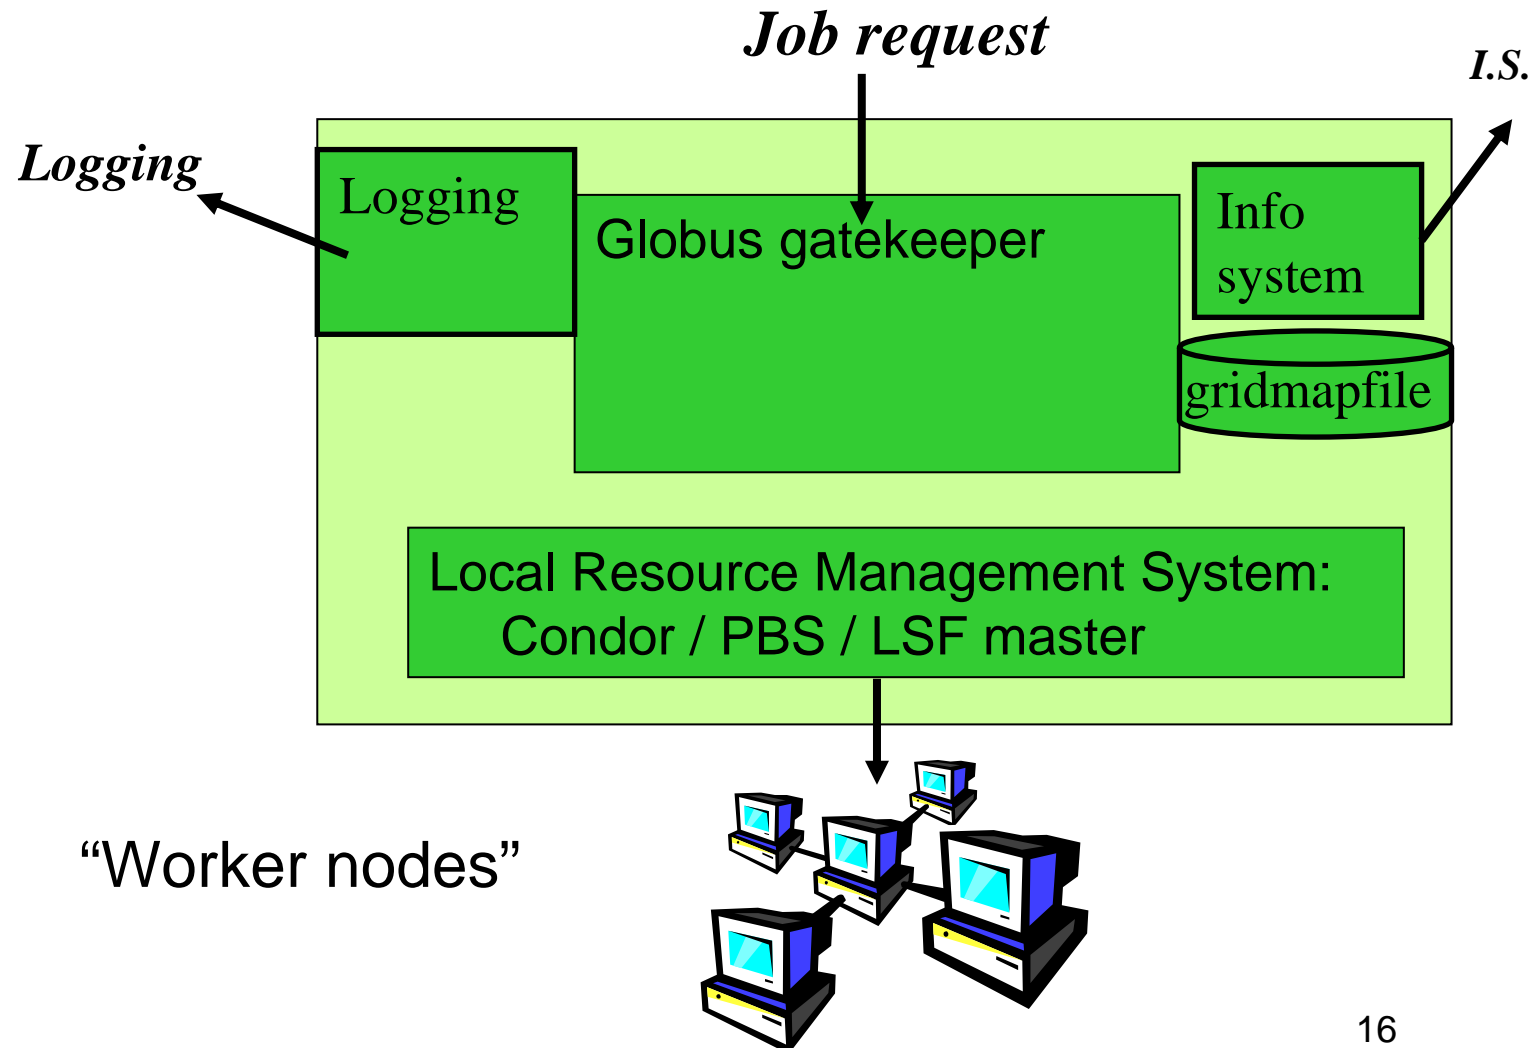 Job request
I.S.
Logging
Logging
Globus gatekeeper
Info
system
gridmapfile
Local Resource Management System:
Condor / PBS / LSF master
“Worker nodes”
16